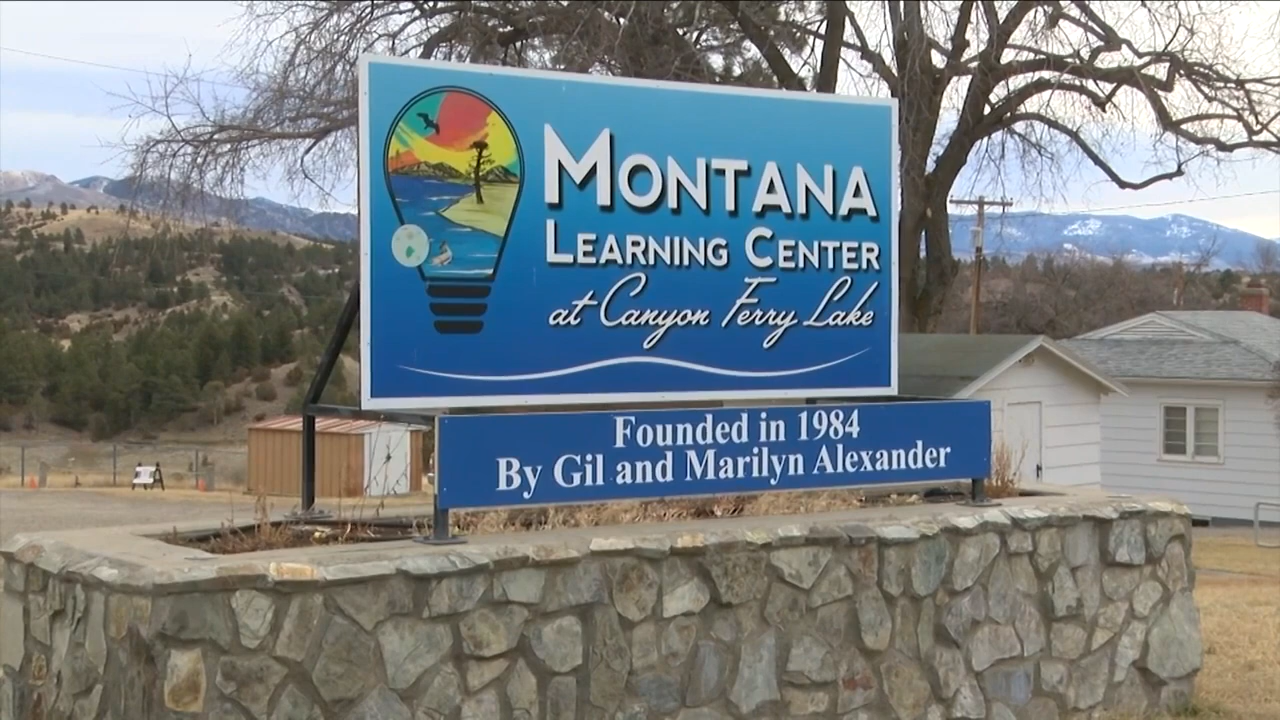 Montana
Learning Center
at Canyon Ferry Lake
Founded in 1984
By Gil and Marilyn Alexander